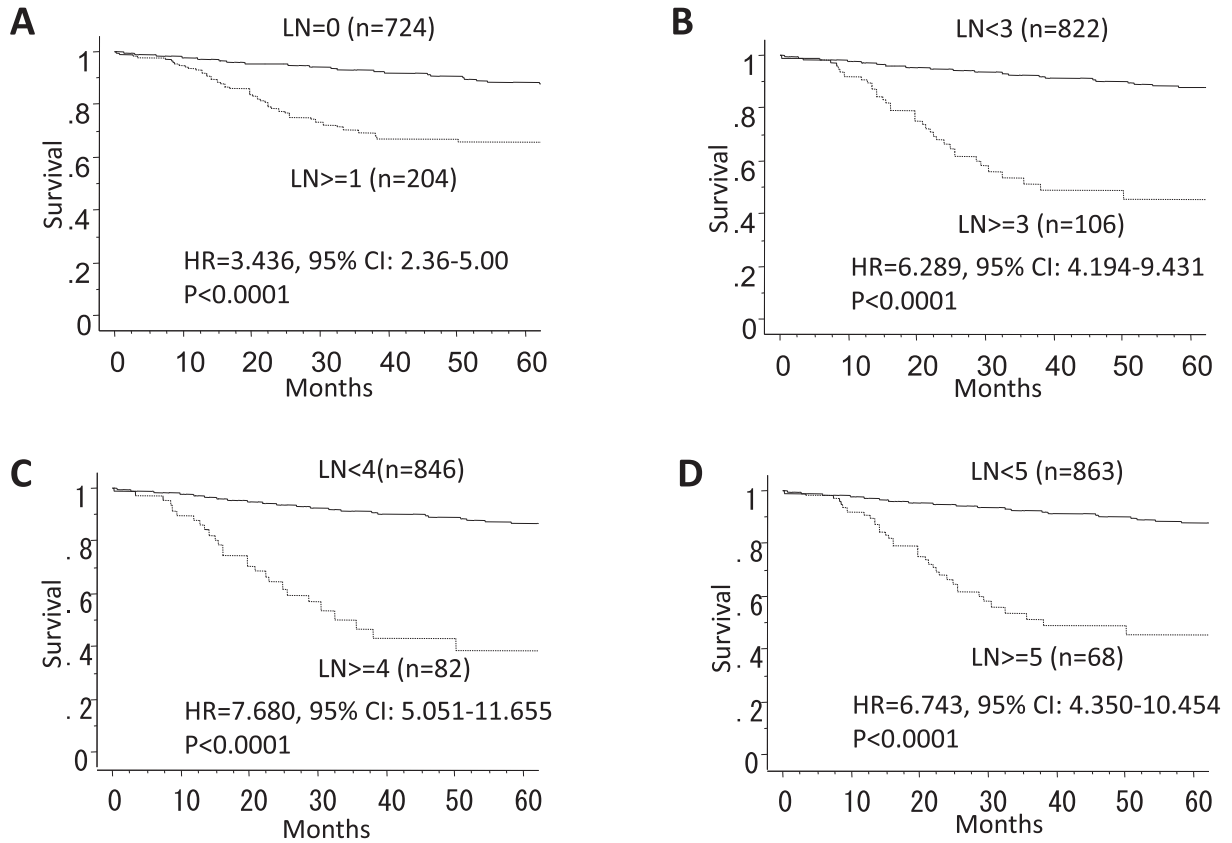 A
LN=0 (n=724)
1
.8
.6
.4
.2
0
Survival
LN>=1 (n=204)
HR=3.436, 95% CI: 2.36-5.00
P<0.0001
0 10 20 30 40 50 60
Months
B
LN<3 (n=822)
1
.8
.6
.4
.2
0
Survival
LN>=3 (n=106)
HR=6.289, 95% CI: 4.194-9.431
P<0.0001
0 10 20 30 40 50 60
Months
C
LN<4(n=846)
1
. 8
. 6
. 4
. 2
0
Survival
LN>=4 (n=82)
HR=7.680, 95% CI: 5.051-11.655
P<0.0001
0 10 20 30 40 50 60
Months
D
LN<5 (n=863)
1
. 8
. 6
. 4
. 2
0
Survival
LN>=5 (n=68)
HR=6.743, 95% CI: 4.350-10.454
P<0.0001
0 10 20 30 40 50 60
Months